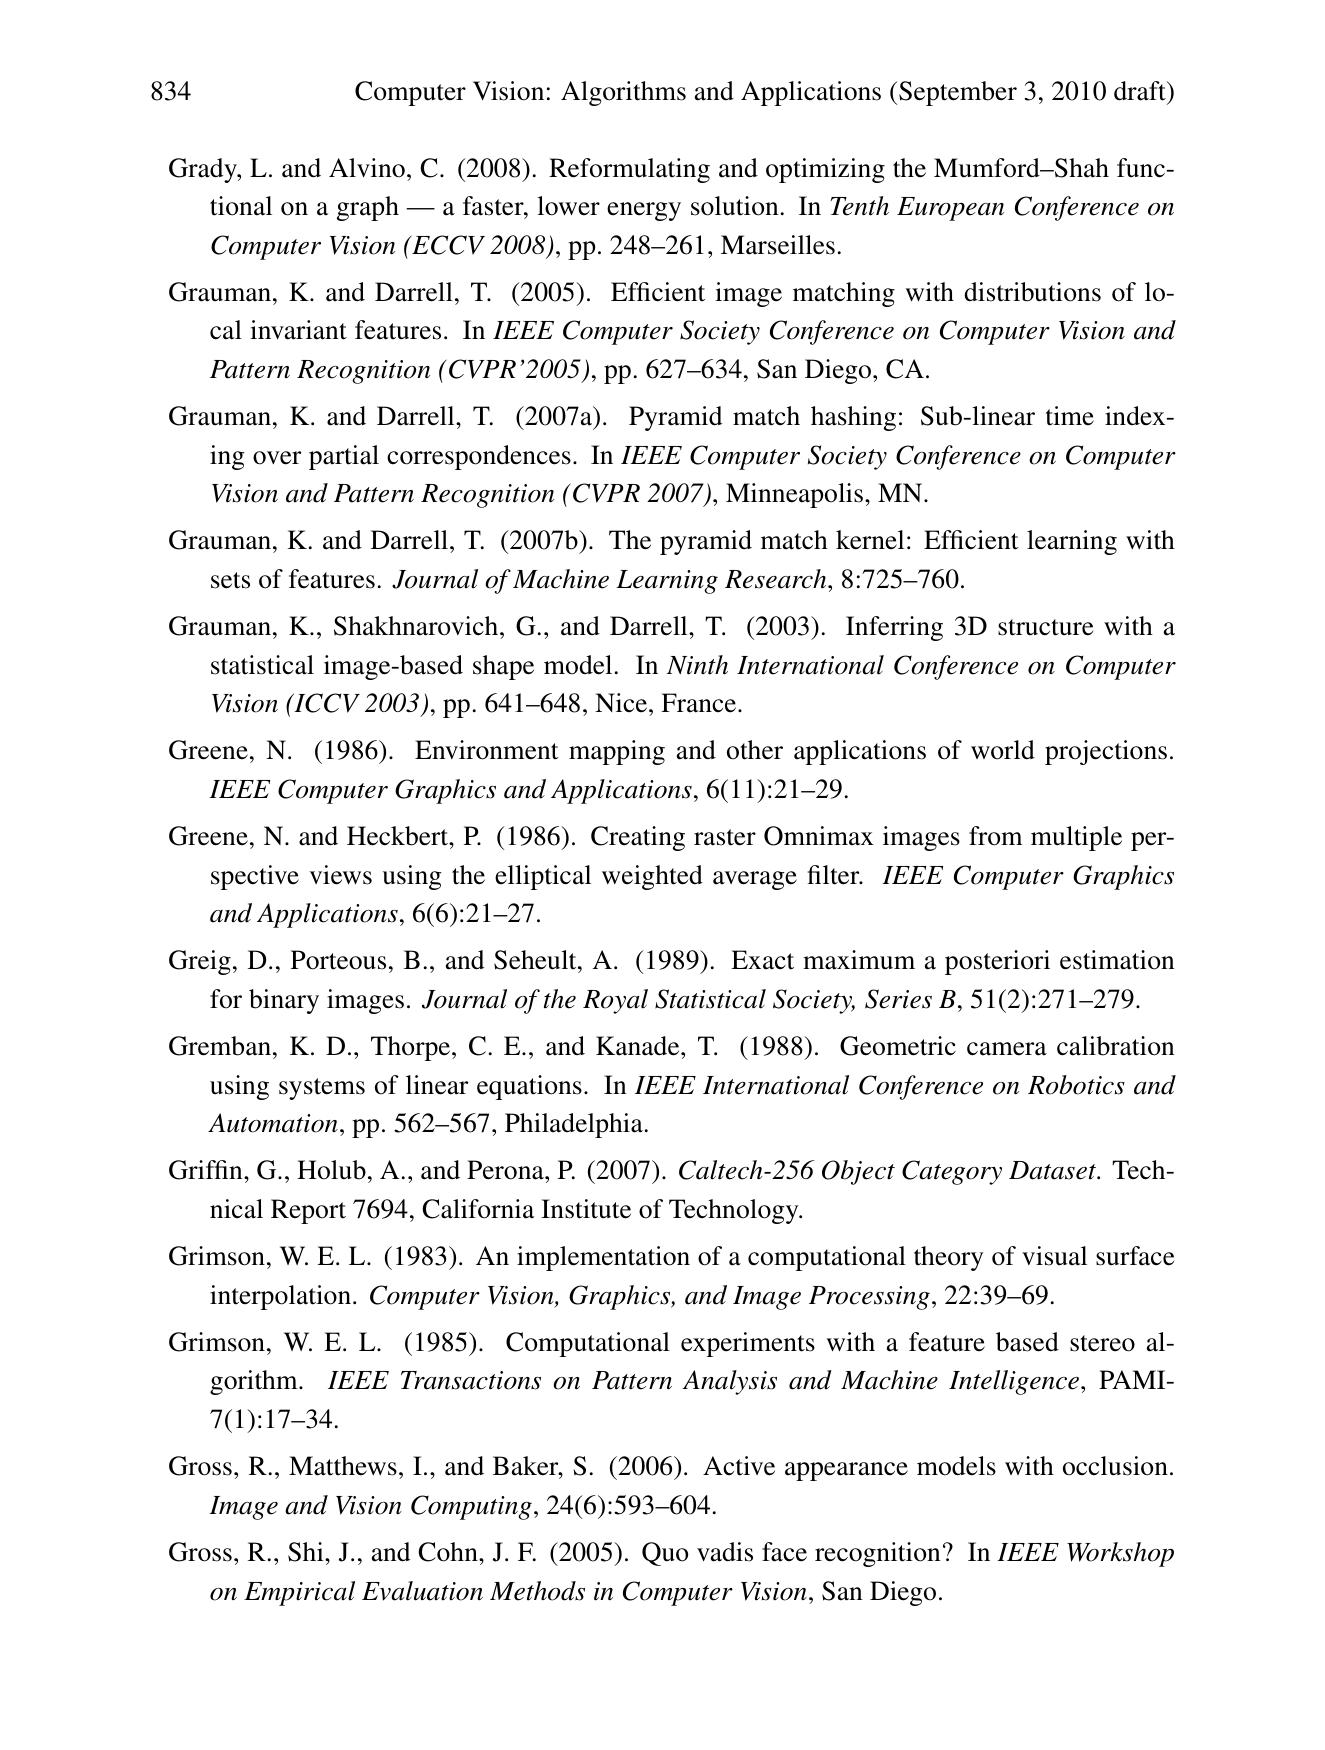 834 Computer Vision: Algorithms and Applications (September 3, 2010 draft)
Grady, L. and Alvino, C. (2008). Reformulating and optimizing the Mumford–Shah func-
tional on a graph — a faster, lower energy solution. In Tenth European Conference on
Computer Vision (ECCV 2008), pp. 248–261, Marseilles.
Grauman, K. and Darrell, T. (2005). Efficient image matching with distributions of lo-
cal invariant features. In IEEE Computer Society Conference on Computer Vision and
Pattern Recognition (CVPR’2005), pp. 627–634, San Diego, CA.
Grauman, K. and Darrell, T. (2007a). Pyramid match hashing: Sub-linear time index-
ing over partial correspondences. In IEEE Computer Society Conference on Computer
Vision and Pattern Recognition (CVPR 2007), Minneapolis, MN.
Grauman, K. and Darrell, T. (2007b). The pyramid match kernel: Efficient learning with
sets of features. Journal of Machine Learning Research, 8:725–760.
Grauman, K., Shakhnarovich, G., and Darrell, T. (2003). Inferring 3D structure with a
statistical image-based shape model. In Ninth International Conference on Computer
Vision (ICCV 2003), pp. 641–648, Nice, France.
Greene, N. (1986). Environment mapping and other applications of world projections.
IEEE Computer Graphics and Applications, 6(11):21–29.
Greene, N. and Heckbert, P. (1986). Creating raster Omnimax images from multiple per-
spective views using the elliptical weighted average filter. IEEE Computer Graphics
and Applications, 6(6):21–27.
Greig, D., Porteous, B., and Seheult, A. (1989). Exact maximum a posteriori estimation
for binary images. Journal of the Royal Statistical Society, Series B, 51(2):271–279.
Gremban, K. D., Thorpe, C. E., and Kanade, T. (1988). Geometric camera calibration
using systems of linear equations. In IEEE International Conference on Robotics and
Automation, pp. 562–567, Philadelphia.
Griffin, G., Holub, A., and Perona, P. (2007). Caltech-256 Object Category Dataset. Tech-
nical Report 7694, California Institute of Technology.
Grimson, W. E. L. (1983). An implementation of a computational theory of visual surface
interpolation. Computer Vision, Graphics, and Image Processing, 22:39–69.
Grimson, W. E. L. (1985). Computational experiments with a feature based stereo al-
gorithm. IEEE Transactions on Pattern Analysis and Machine Intelligence, PAMI-
7(1):17–34.
Gross, R., Matthews, I., and Baker, S. (2006). Active appearance models with occlusion.
Image and Vision Computing, 24(6):593–604.
Gross, R., Shi, J., and Cohn, J. F. (2005). Quo vadis face recognition? In IEEE Workshop
on Empirical Evaluation Methods in Computer Vision, San Diego.